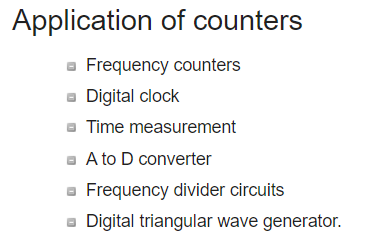 Application of counters
Frequency counters
Digital clock
Time measurement
A to D converter
Frequency divider circuits
Digital triangular wave generator.